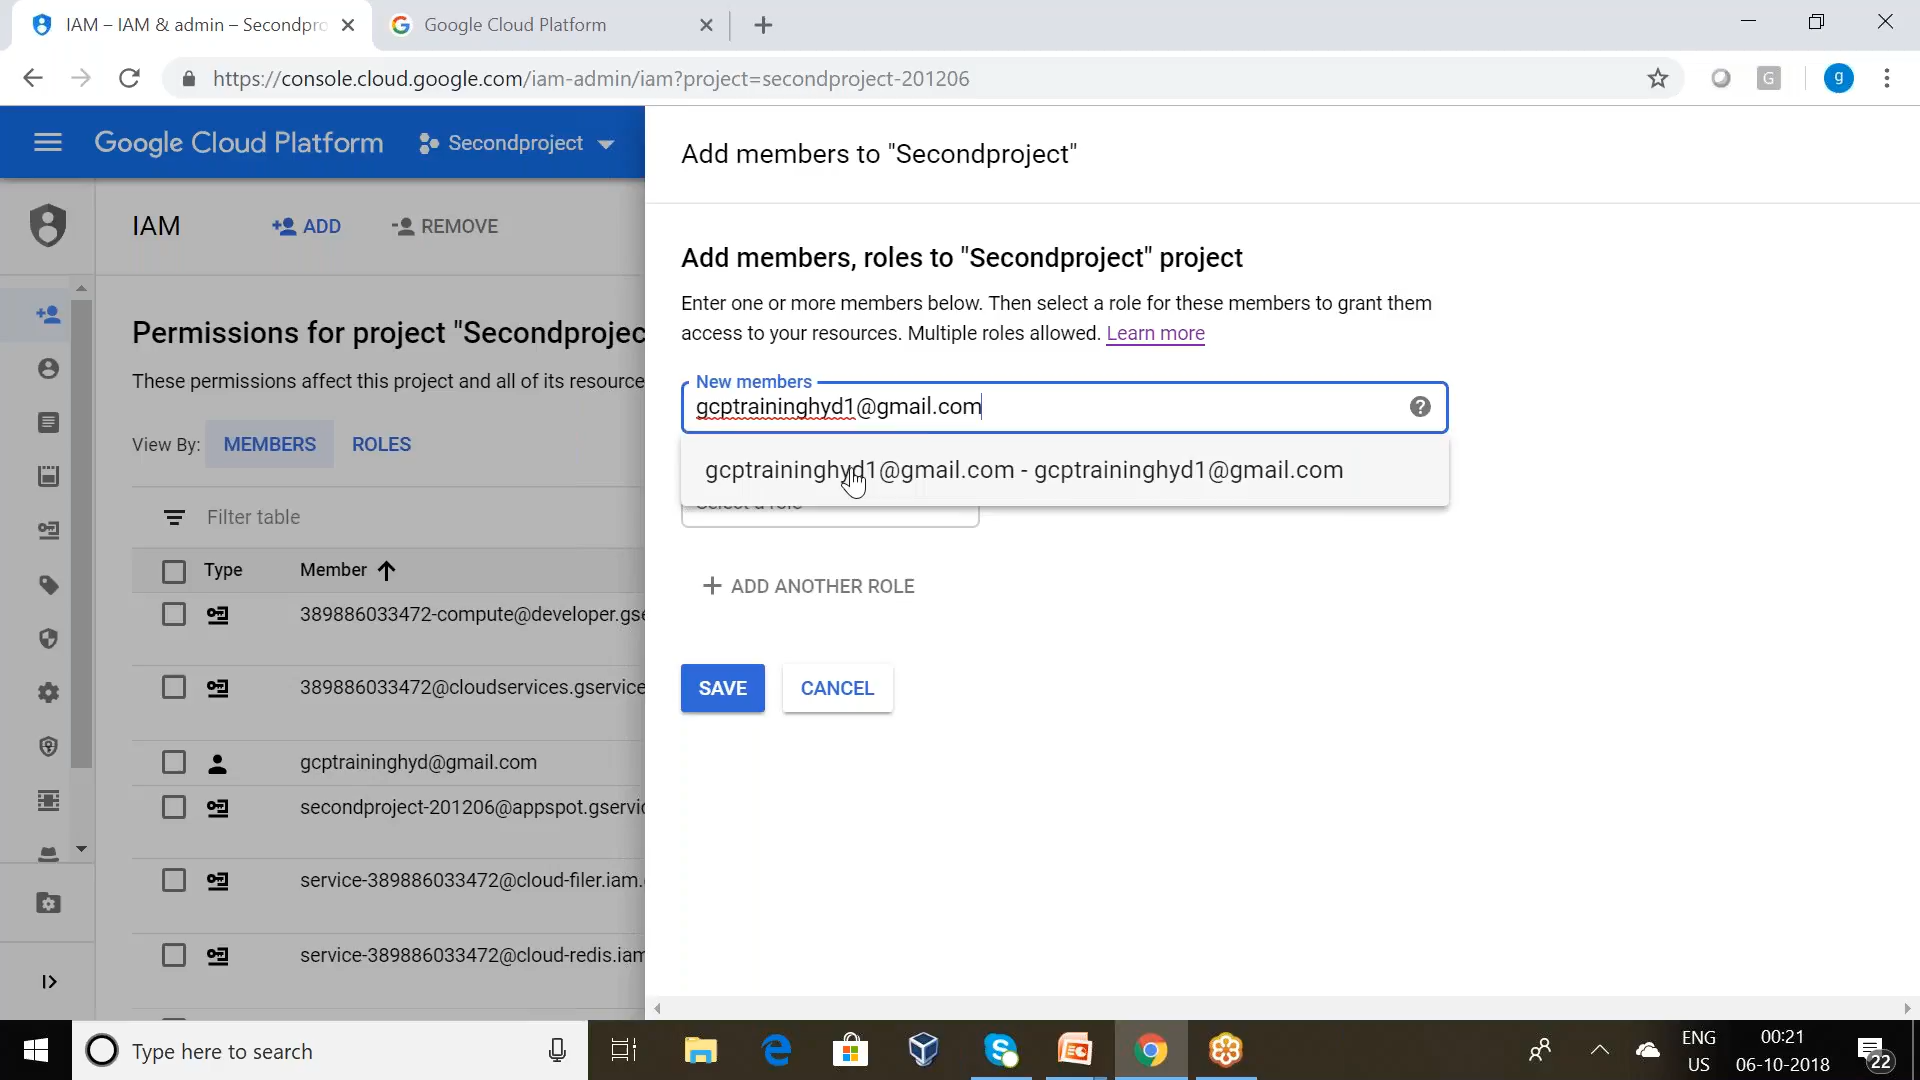 IAM – IAM & admin – Secondpro
Google Cloud Platform
https://console.cloud.google.com/iam-admin/iam?project=secondproject-201206
G
g
Google Cloud Platform
Secondproject
IAM
ADD
REMOVE
Permissions for project "Secondprojec
These permissions affect this project and all of its resource
View By:
MEMBERS
ROLES
Filter table
Type
Member
389886033472-compute@developer.gse
389886033472@cloudservices.gservice
gcptraininghyd@gmail.com
secondproject-201206@appspot.gservic
service-389886033472@cloud-filer.iam.
service-389886033472@cloud-redis.iam
Add members to "Secondproject"
Add members, roles to "Secondproject" project
Enter one or more members below. Then select a role for these members to grant them
access to your resources. Multiple roles allowed. Learn more
New members
gcptraininghyd1@gmail.com
gcptraininghyd1@gmail.com - gcptraininghyd1@gmail.com
Select a role
+ ADD ANOTHER ROLE
SAVE
CANCEL
Type here to search
ENG
US
00:21
06-10-2018
22